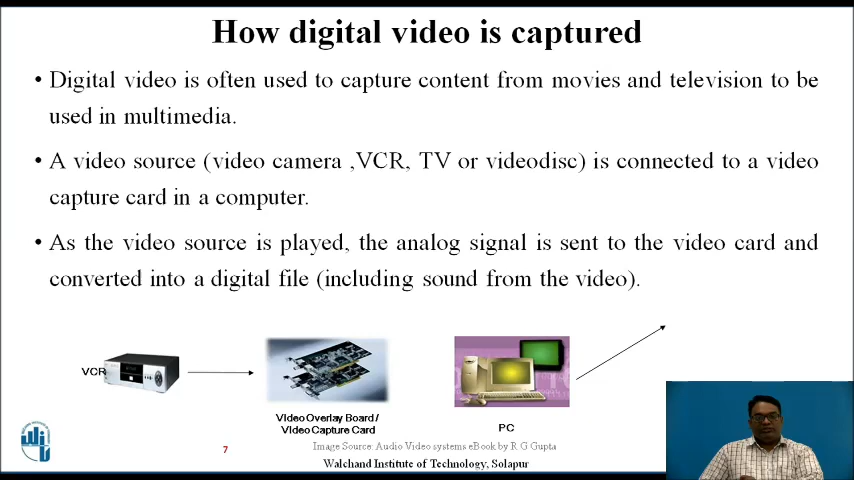 How digital video is captured
• Digital video is often used to capture content from movies and television to be
used in multimedia.
• A video source (video camera ,VCR, TV or videodisc) is connected to a video
capture card in a computer.
• As the video source is played, the analog signal is sent to the video card and
converted into a digital file (including sound from the video).
VCR
Video Overlay Board /
Video Capture Card
PC
7
Image Source: Audio Video systems eBook by R G Gupta
Walchand Institute of Technology, Solapur